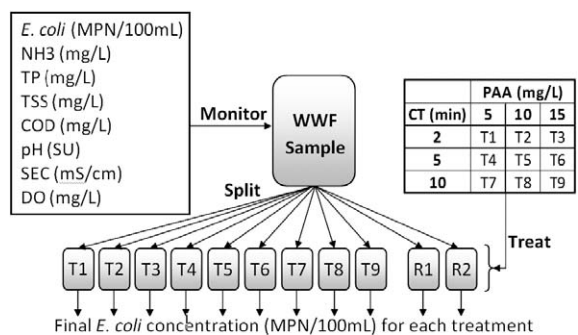 E. coli (MPN/100mL)
NH3 (mg/L)
TP (mg/L)
TSS (mg/L)
COD (mg/L)
pH (SU)
SEC (mS/cm)
DO (mg/L)
Monitor
WWF
Sample
PAA (mg/L)
CT (min) 5 10 15
2 T1 T2 T3
5 T4 T5 T6
10 T7 T8 T9
Split
Treat
T1 T2 T3 T4 T5 T6 T7 T8 T9 R1 R2
Final E. coli concentration (MPN/100mL) for each treatment